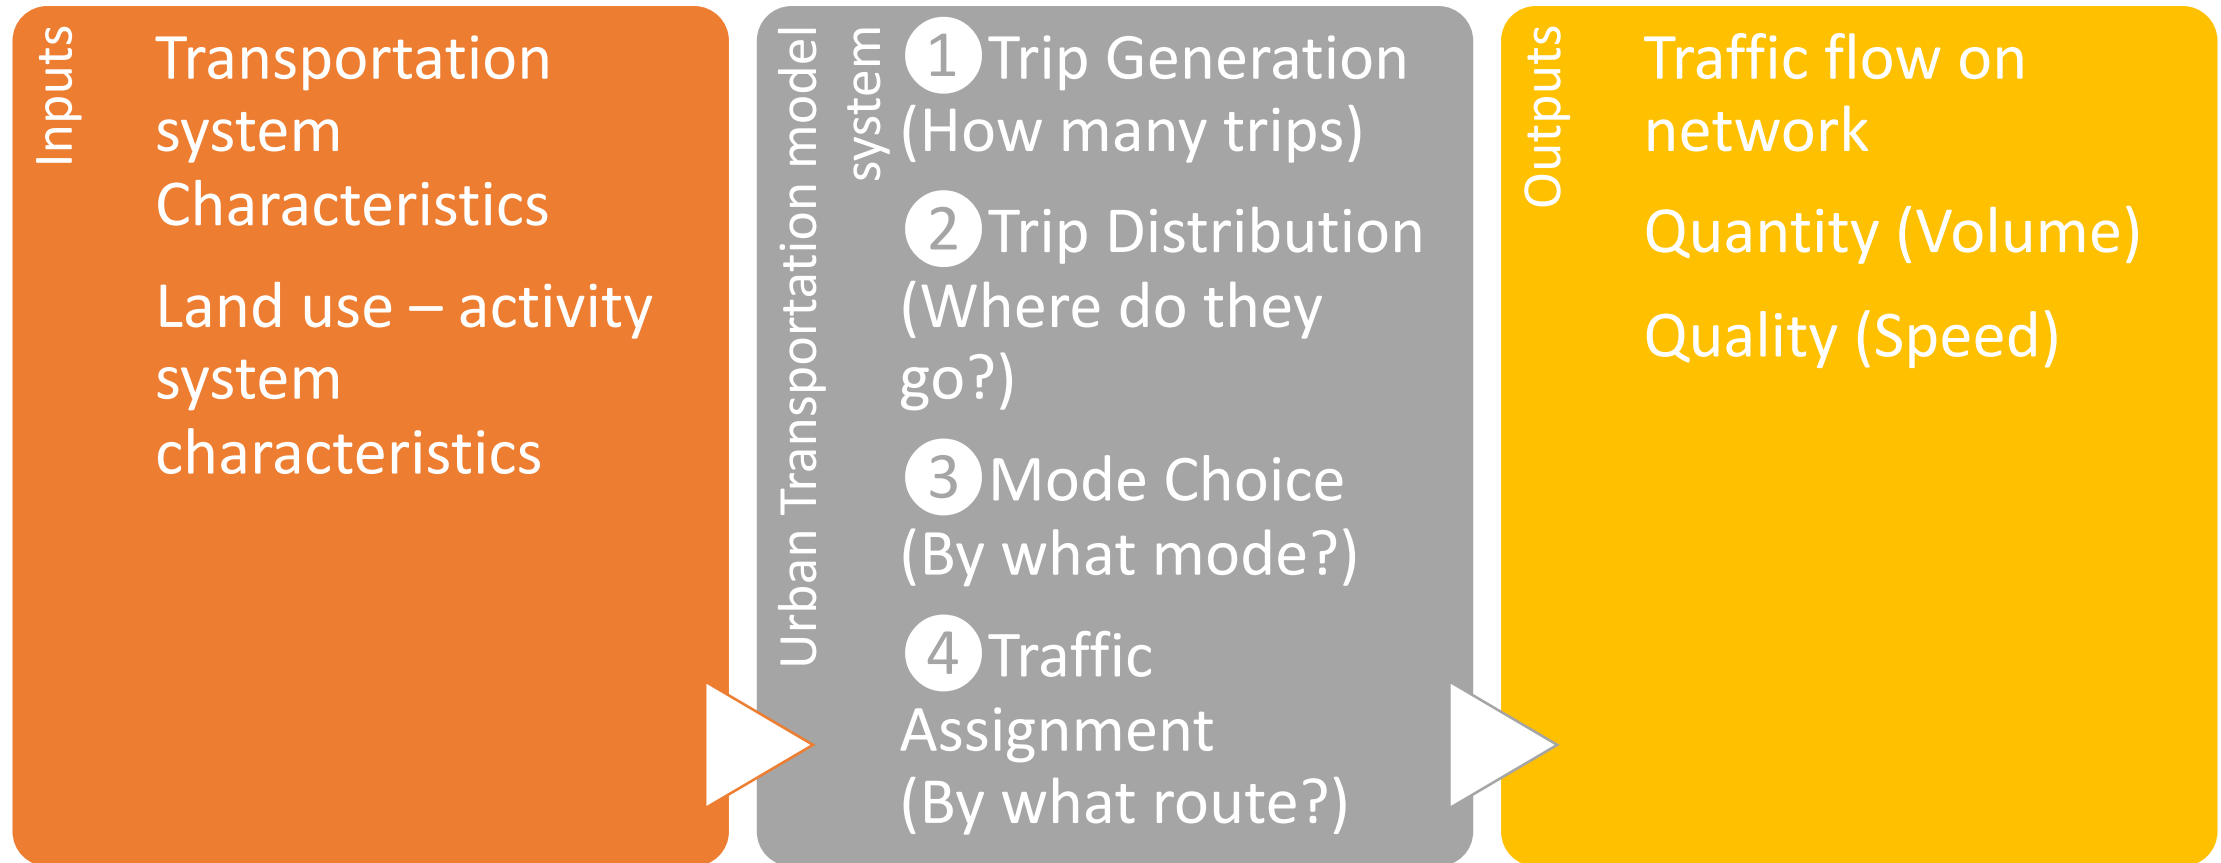 Inputs
Transportation
system
Characteristics
Land use – activity
system
characteristics
Urban Transportation model
system
1 Trip Generation
(How many trips)
2 Trip Distribution
(Where do they
go?)
3 Mode Choice
(By what mode?)
4 Traffic
Assignment
(By what route?)
Outputs
Traffic flow on
network
Quantity (Volume)
Quality (Speed)